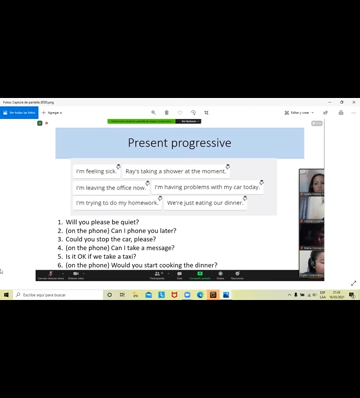 Present progressive
I'm feeling sick. Ray's taking a shower at the moment.
I'm leaving the office now. I'm having problems with my car today.
I'm trying to do my homework. We're just eating our dinner.
1. Will you please be quiet?
2. (on the phone) Can I phone you later?
3. Could you stop the car, please?
4. (on the phone) Can I take a message?
5. Is it OK if we take a taxi?
6. (on the phone) Would you start cooking the dinner?
Escribe aquí para buscar